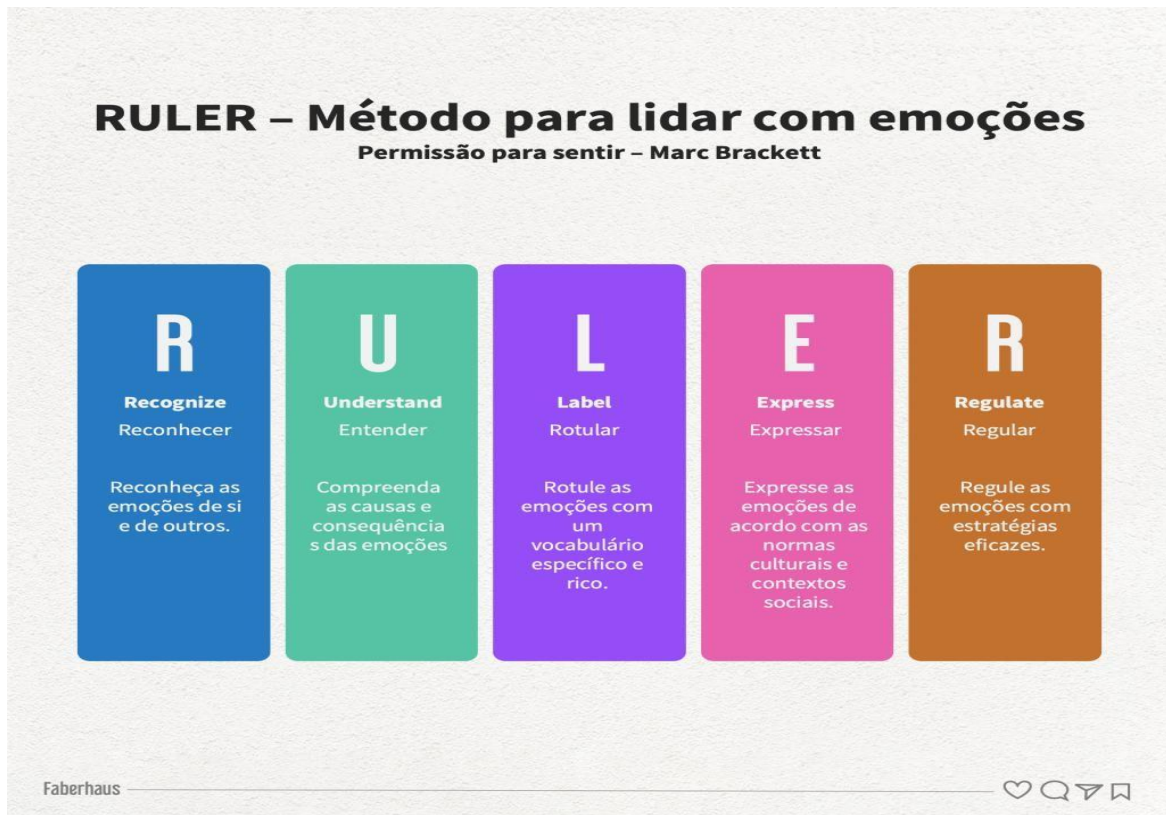 RULER – Método para lidar com emoções
Permissão para sentir – Marc Brackett
R
Recognize
Reconhecer
Reconheça as
emoções de si
e de outros.
U
Understand
Entender
Compreenda
as causas e
consequência
s das emoções
L
Label
Rotular
Rotule as
emoções com
um
vocabulário
específico e
rico.
E
Express
Expressar
Expresse as
emoções de
acordo com as
normas
culturais e
contextos
sociais.
R
Regulate
Regular
Regule as
emoções com
estratégias
eficazes.
Faberhaus